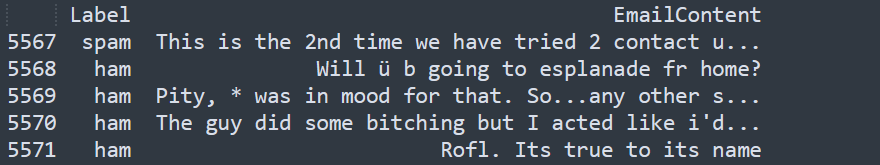 Label EmailContent
5567 spam This is the 2nd time we have tried 2 contact u...
5568 ham Will ü b going to esplanade fr home?
5569 ham Pity, * was in mood for that. So...any other s...
5570 ham The guy did some bitching but I acted like i'd...
5571 ham Rofl. Its true to its name